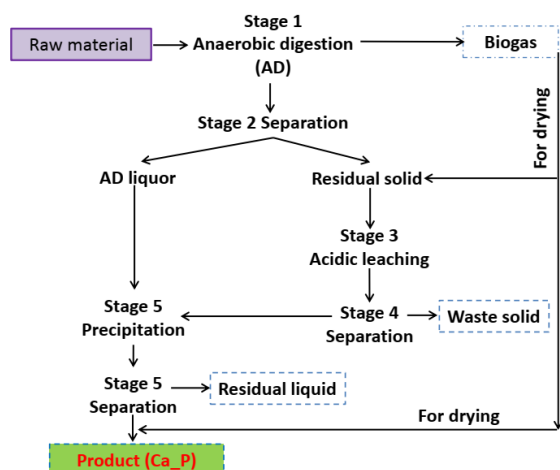 Stage 1
Raw material
Anaerobic digestion
(AD)
Biogas
For drying
Stage 2 Separation
AD liquor
Residual solid
Stage 3
Acidic leaching
Stage 5
Precipitation
Stage 4
Separation
Waste solid
Stage 5
Separation
Residual liquid
For drying
Product (Ca_P)